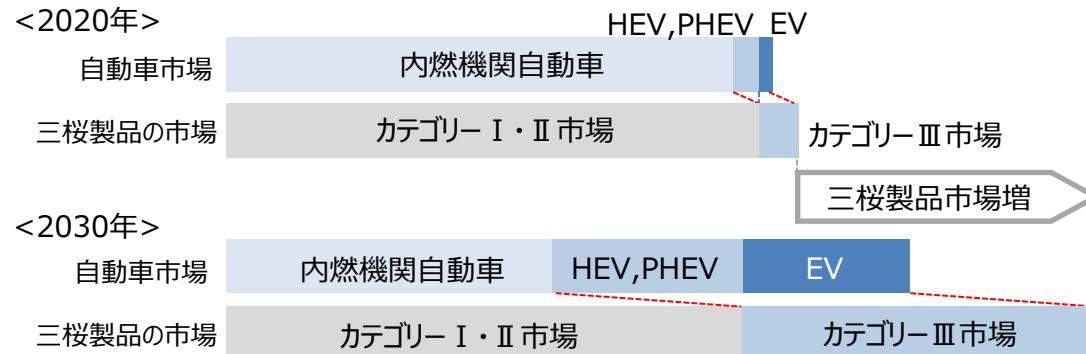 <2020年>
HEV,PHEV EV
自動車市場 内燃機関自動車
三桜製品の市場 カテゴリーⅠ・Ⅱ市場 カテゴリーⅢ市場
三桜製品市場増
<2030年>
自動車市場 内燃機関自動車 HEV,PHEV EV
三桜製品の市場 カテゴリーⅠ・Ⅱ市場 カテゴリーⅢ市場